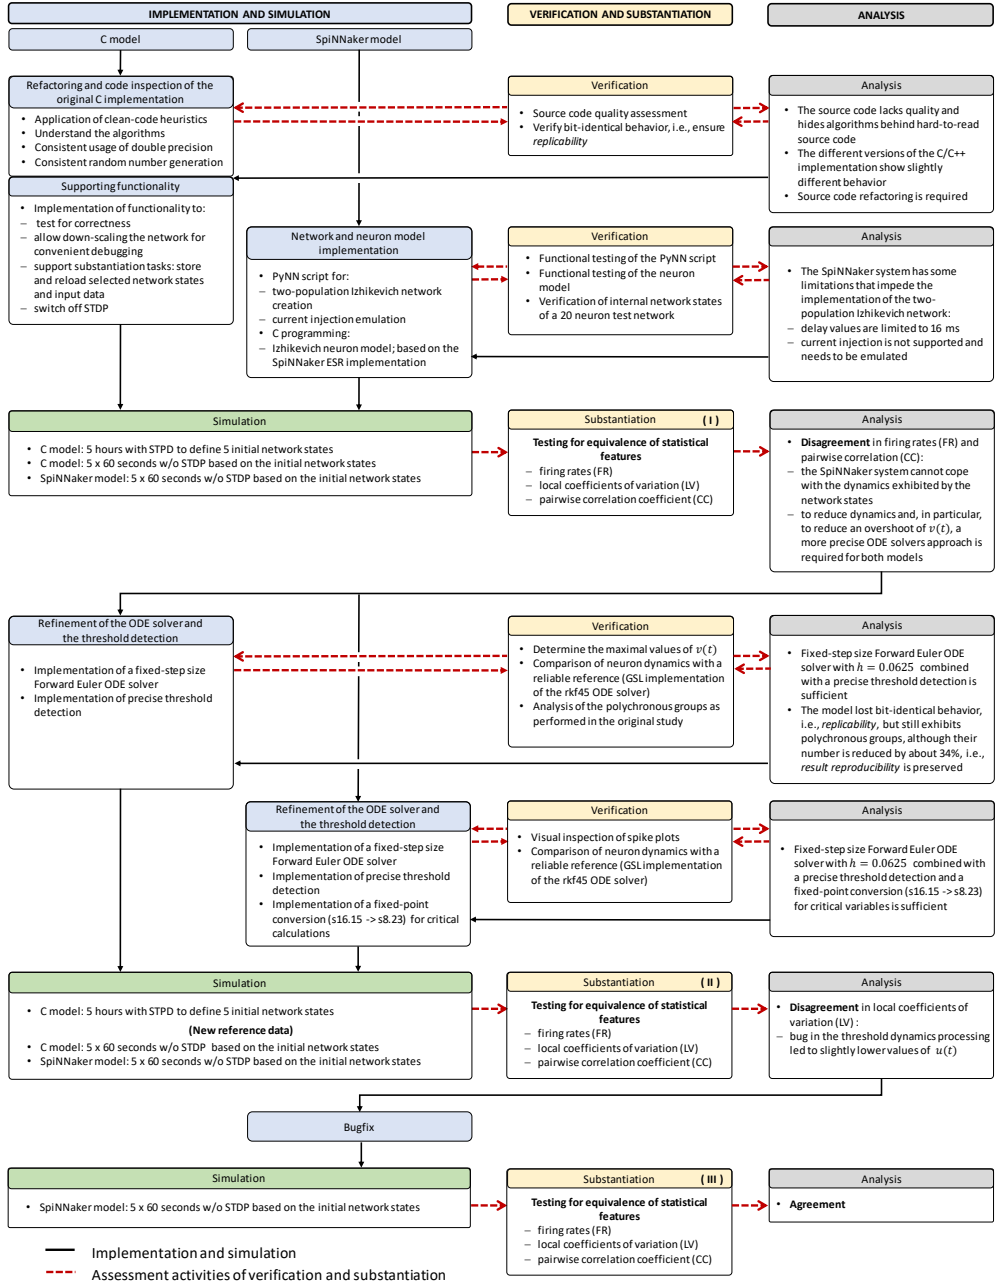 IMPLEMENTATION AND SIMULATION
VERIFICATION AND SUBSTANTIATION
ANALYSIS
C model
SpiNNaker model
Refactoring and code inspection of the
original C implementation
• Application of clean-code heuristics
• Understand the algorithms
• Consistent usage of double precision
• Consistent random number generation
Verification
• Source code quality assessment
• Verify bit-identical behavior, i.e., ensure
replicability
Analysis
• The source code lacks quality and
hides algorithms behind hard-to-read
source code
• The different versions of the C/C++
implementation show slightly
different behavior
• Source code refactoring is required
Supporting functionality
• Implementation of functionality to:
– test for correctness
– allow down-scaling the network for
convenient debugging
– support substantiation tasks: store
and reload selected network states
and input data
– switch off STDP
Network and neuron model
implementation
• PyNN script for:
– two-population Izhikevich network
creation
– current injection emulation
• C programming:
– Izhikevich neuron model; based on the
SpiNNaker ESR implementation
Verification
• Functional testing of the PyNN script
• Functional testing of the neuron
model
• Verification of internal network states
of a 20 neuron test network
Analysis
• The SpiNNaker system has some
limitations that impede the
implementation of the two-
population Izhikevich network:
– delay values are limited to 16 ms
– current injection is not supported and
needs to be emulated
Simulation
• C model: 5 hours with STPD to define 5 initial network states
• C model: 5 x 60 seconds w/o STDP based on the initial network states
• SpiNNaker model: 5 x 60 seconds w/o STDP based on the initial network states
Substantiation ( I )
Testing for equivalence of statistical
features
– firing rates (FR)
– local coefficients of variation (LV)
– pairwise correlation coefficient (CC)
Analysis
• Disagreement in firing rates (FR) and
pairwise correlation (CC):
– the SpiNNaker system cannot cope
with the dynamics exhibited by the
network states
– to reduce dynamics and, in particular,
to reduce an overshoot of v(t), a
more precise ODE solvers approach is
required for both models
Refinement of the ODE solver and
the threshold detection
• Implementation of a fixed-step size
Forward Euler ODE solver
• Implementation of precise threshold
detection
Verification
• Determine the maximal values of v(t)
• Comparison of neuron dynamics with a
reliable reference (GSL implementation
of the rkf45 ODE solver)
• Analysis of the polychronous groups as
performed in the original study
Analysis
• Fixed-step size Forward Euler ODE
solver with h = 0.0625 combined
with a precise threshold detection is
sufficient
• The model lost bit-identical behavior,
i.e., replicability, but still exhibits
polychronous groups, although their
number is reduced by about 34%, i.e.,
result reproducibility is preserved
Refinement of the ODE solver and
the threshold detection
• Implementation of a fixed-step size
Forward Euler ODE solver
• Implementation of precise threshold
detection
• Implementation of a fixed-point
conversion (s16.15 -> s8.23) for critical
calculations
Verification
• Visual inspection of spike plots
• Comparison of neuron dynamics with a
reliable reference (GSL implementation
of the rkf45 ODE solver)
Analysis
• Fixed-step size Forward Euler ODE
solver with h = 0.0625 combined with
a precise threshold detection and a
fixed-point conversion (s16.15 -> s8.23)
for critical variables is sufficient
Simulation
• C model: 5 hours with STPD to define 5 initial network states
(New reference data)
• C model: 5 x 60 seconds w/o STDP based on the initial network states
• SpiNNaker model: 5 x 60 seconds w/o STDP based on the initial network states
Substantiation ( II )
Testing for equivalence of statistical
features
– firing rates (FR)
– local coefficients of variation (LV)
– pairwise correlation coefficient (CC)
Analysis
• Disagreement in local coefficients of
variation (LV) :
– bug in the threshold dynamics processing
led to slightly lower values of u(t)
Bugfix
Simulation
• SpiNNaker model: 5 x 60 seconds w/o STDP based on the initial network states
Substantiation ( III )
Testing for equivalence of statistical
features
– firing rates (FR)
– local coefficients of variation (LV)
– pairwise correlation coefficient (CC)
Analysis
• Agreement
Implementation and simulation
Assessment activities of verification and substantiation